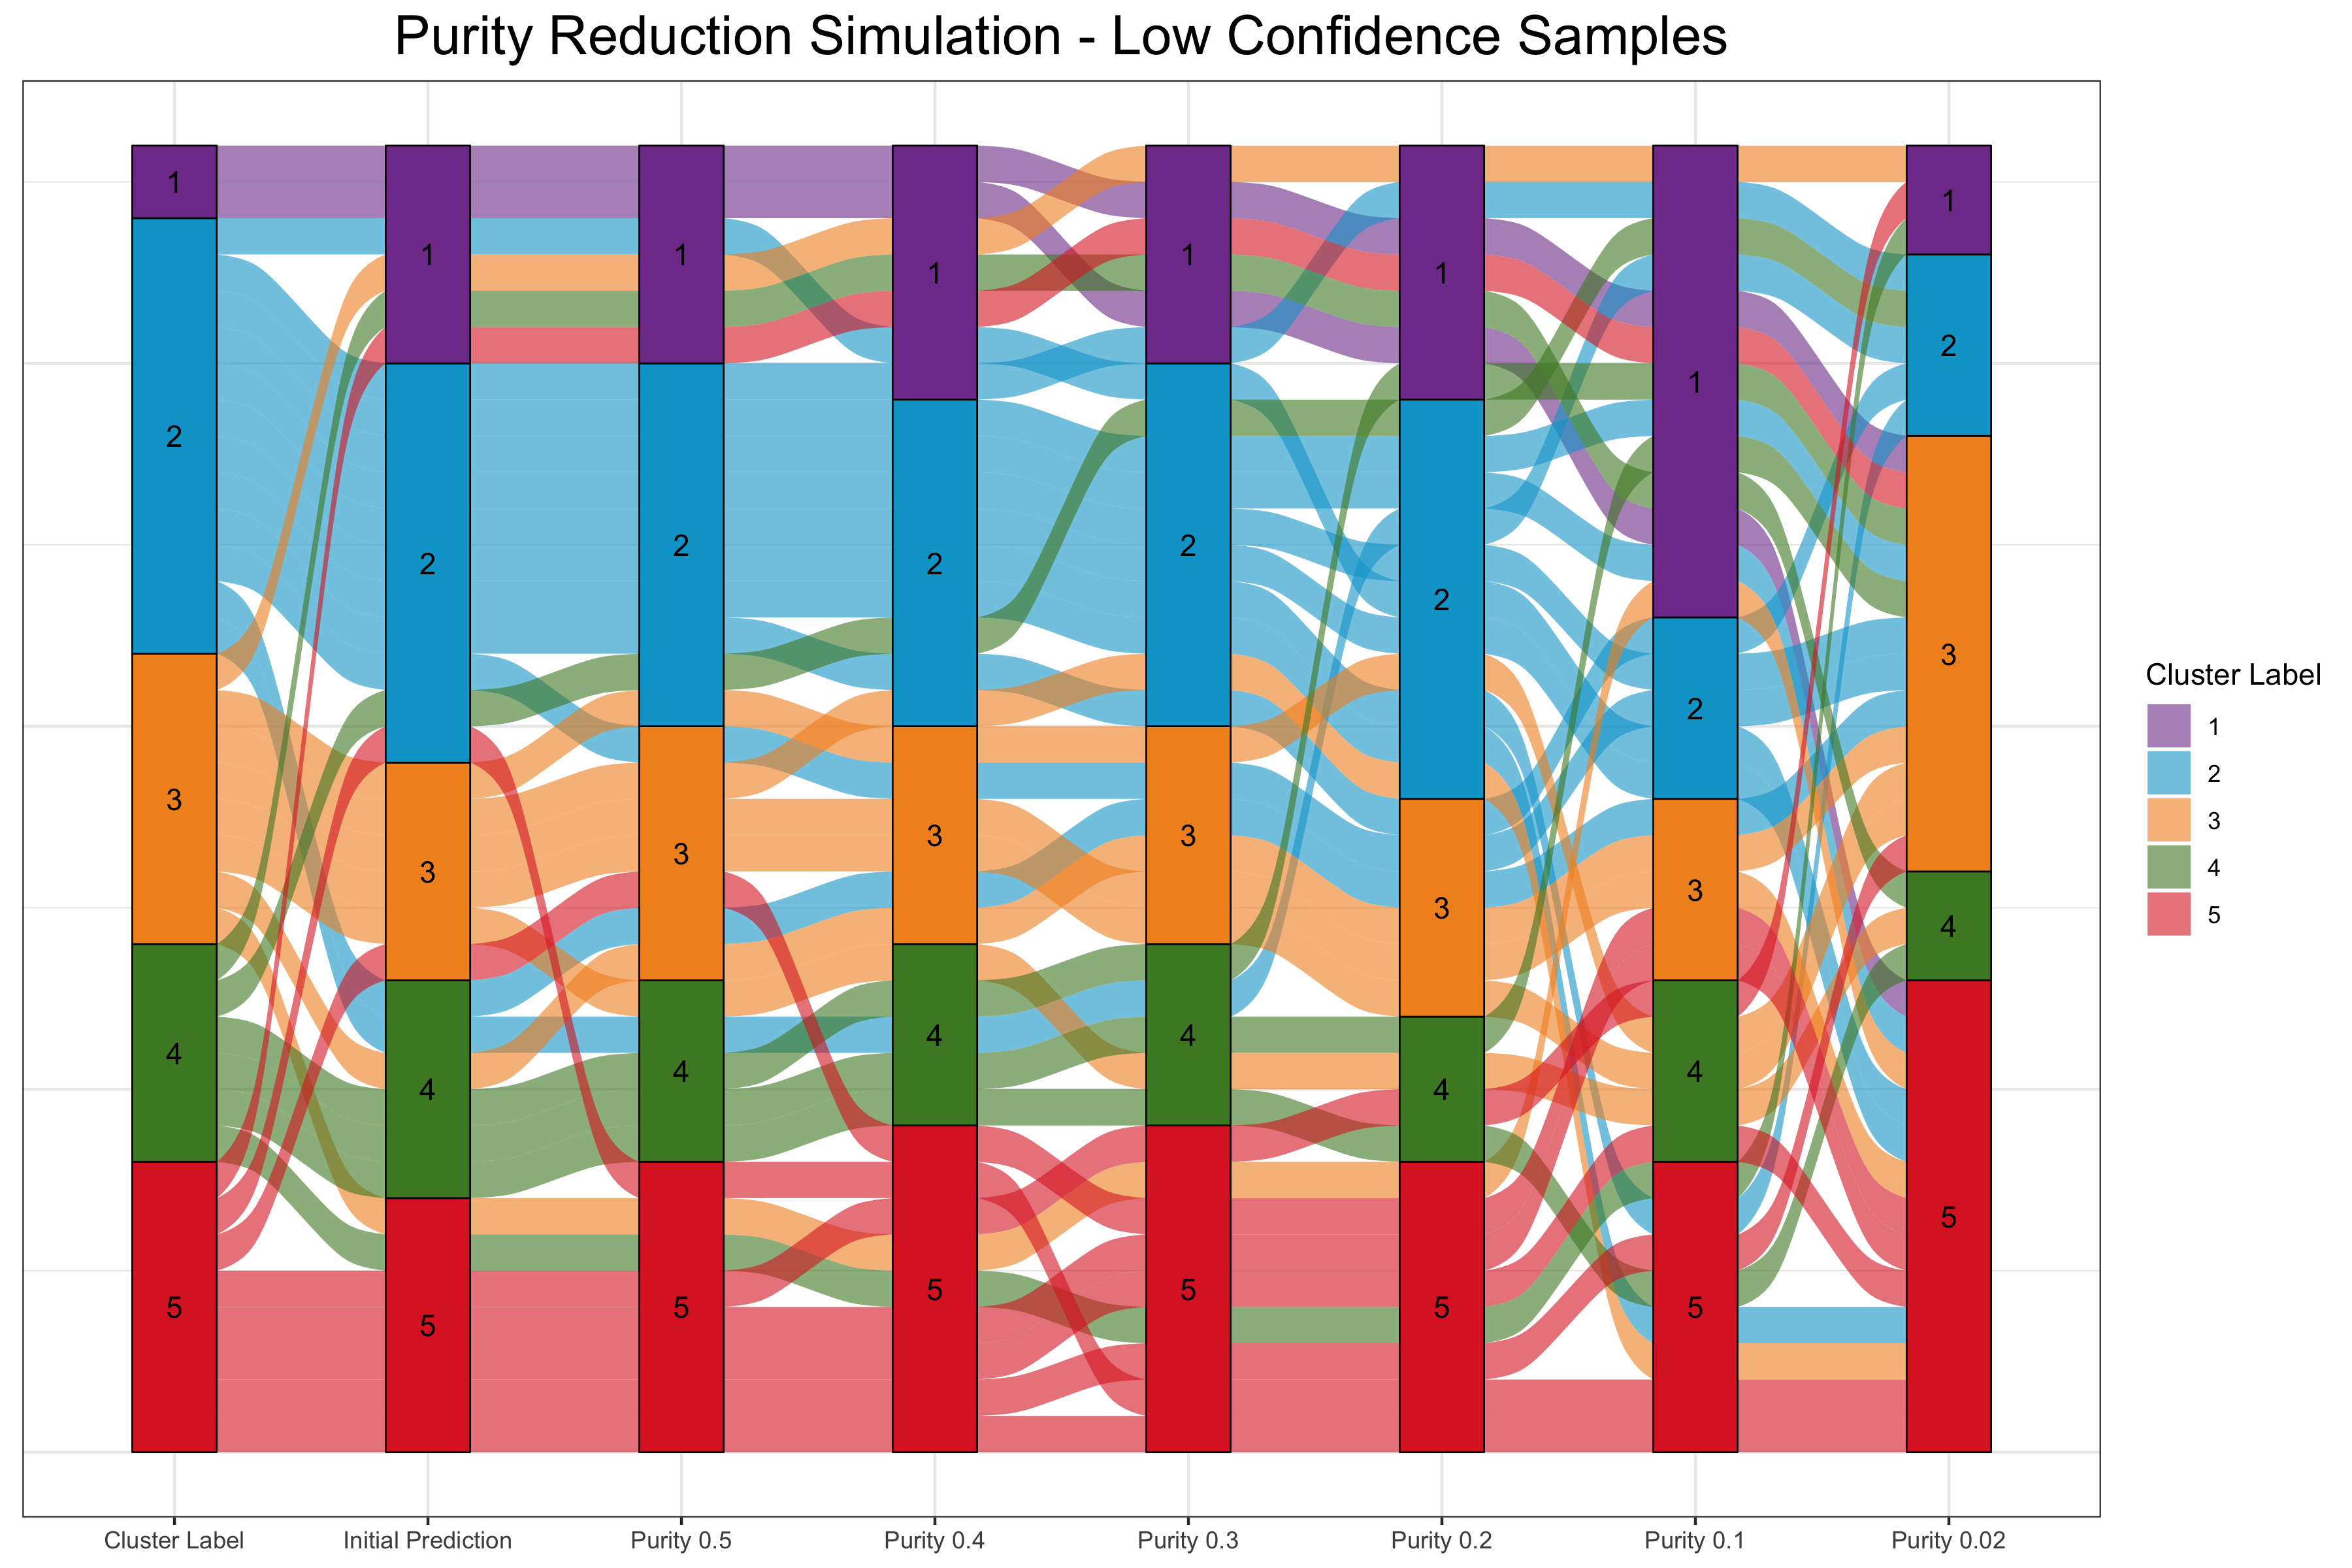 Purity Reduction Simulation - Low Confidence Samples
1 1 1 1 1 1 1 1
2 2 2 2 2 2 2 2
3 3 3 3 3 3 3 3
4 4 4 4 4 4 4 4
5 5 5 5 5 5 5 5
Cluster Label Initial Prediction Purity 0.5 Purity 0.4 Purity 0.3 Purity 0.2 Purity 0.1 Purity 0.02
Cluster Label
1
2
3
4
5